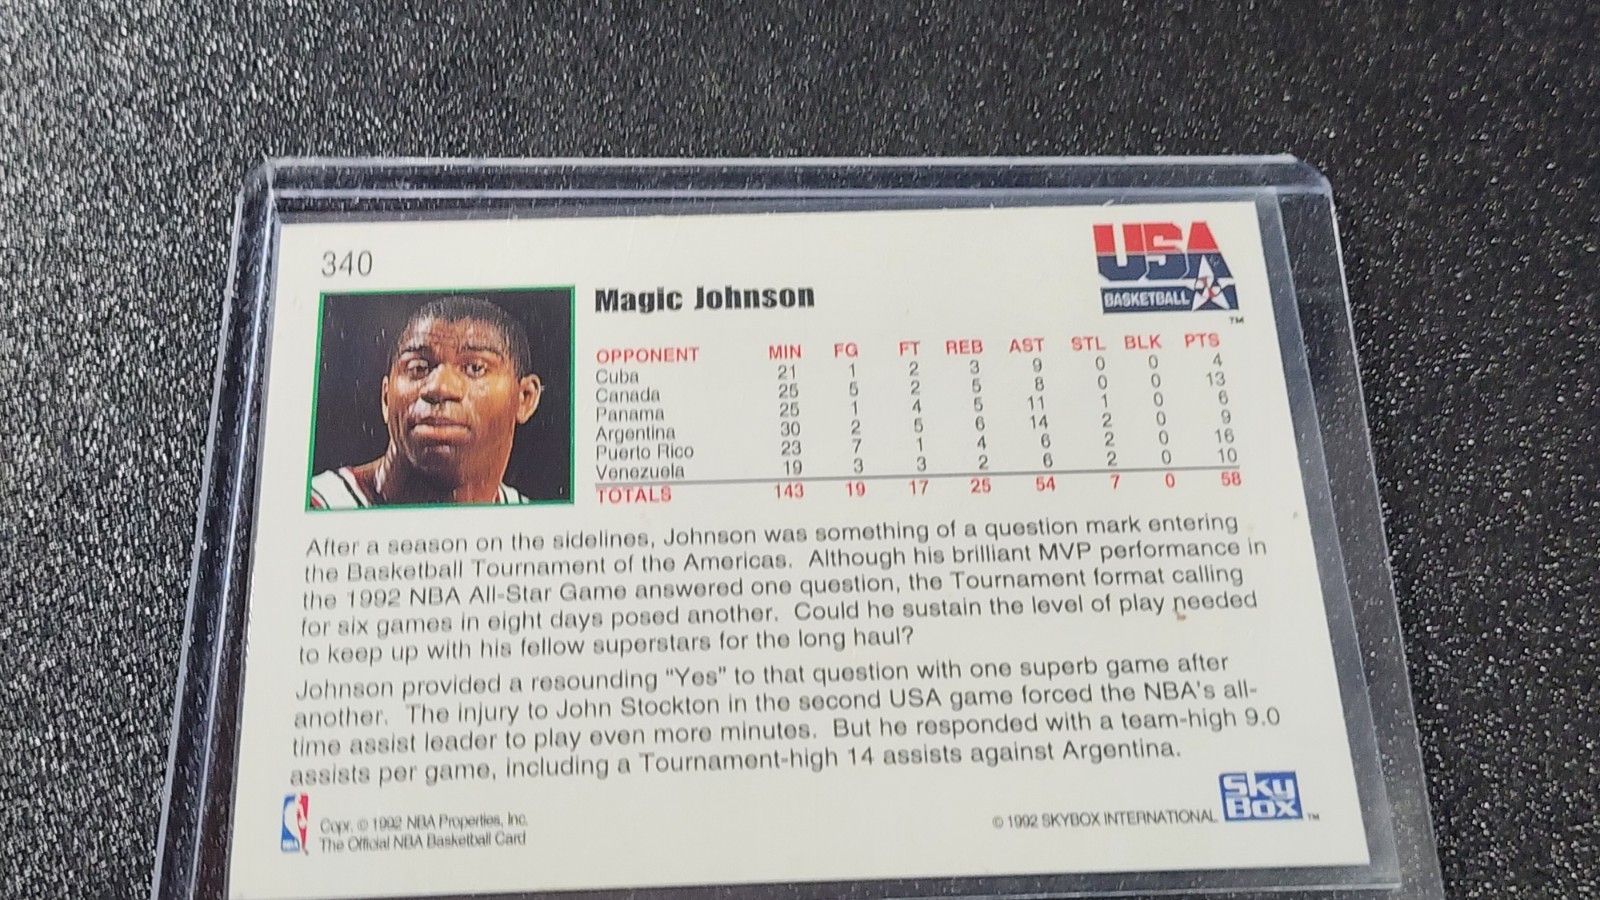 340
USA
BASKETBALL
TM
Magic Johnson
OPPONENT MIN FG FT REB AST STL BLK PTS
Cuba 21 1 2 3 9 0 0 4
Canada 25 5 2 5 8 0 0 13
Panama 25 1 4 5 11 1 0 6
Argentina 30 2 5 6 14 2 0 9
Puerto Rico 23 7 1 4 6 2 0 16
Venezuela 19 3 3 2 6 2 0 10
TOTALS 143 19 17 25 54 7 0 58
After a season on the sidelines, Johnson was something of a question mark entering
the Basketball Tournament of the Americas. Although his brilliant MVP performance in
the 1992 NBA All-Star Game answered one question, the Tournament format calling
for six games in eight days posed another. Could he sustain the level of play needed
to keep up with his fellow superstars for the long haul?
Johnson provided a resounding "Yes" to that question with one superb game after
another. The injury to John Stockton in the second USA game forced the NBA's all-
time assist leader to play even more minutes. But he responded with a team-high 9.0
assists per game, including a Tournament-high 14 assists against Argentina.
Copr. © 1992 NBA Properties, Inc.
The Official NBA Basketball Card
© 1992 SKYBOX INTERNATIONAL
Sky
Box
TM